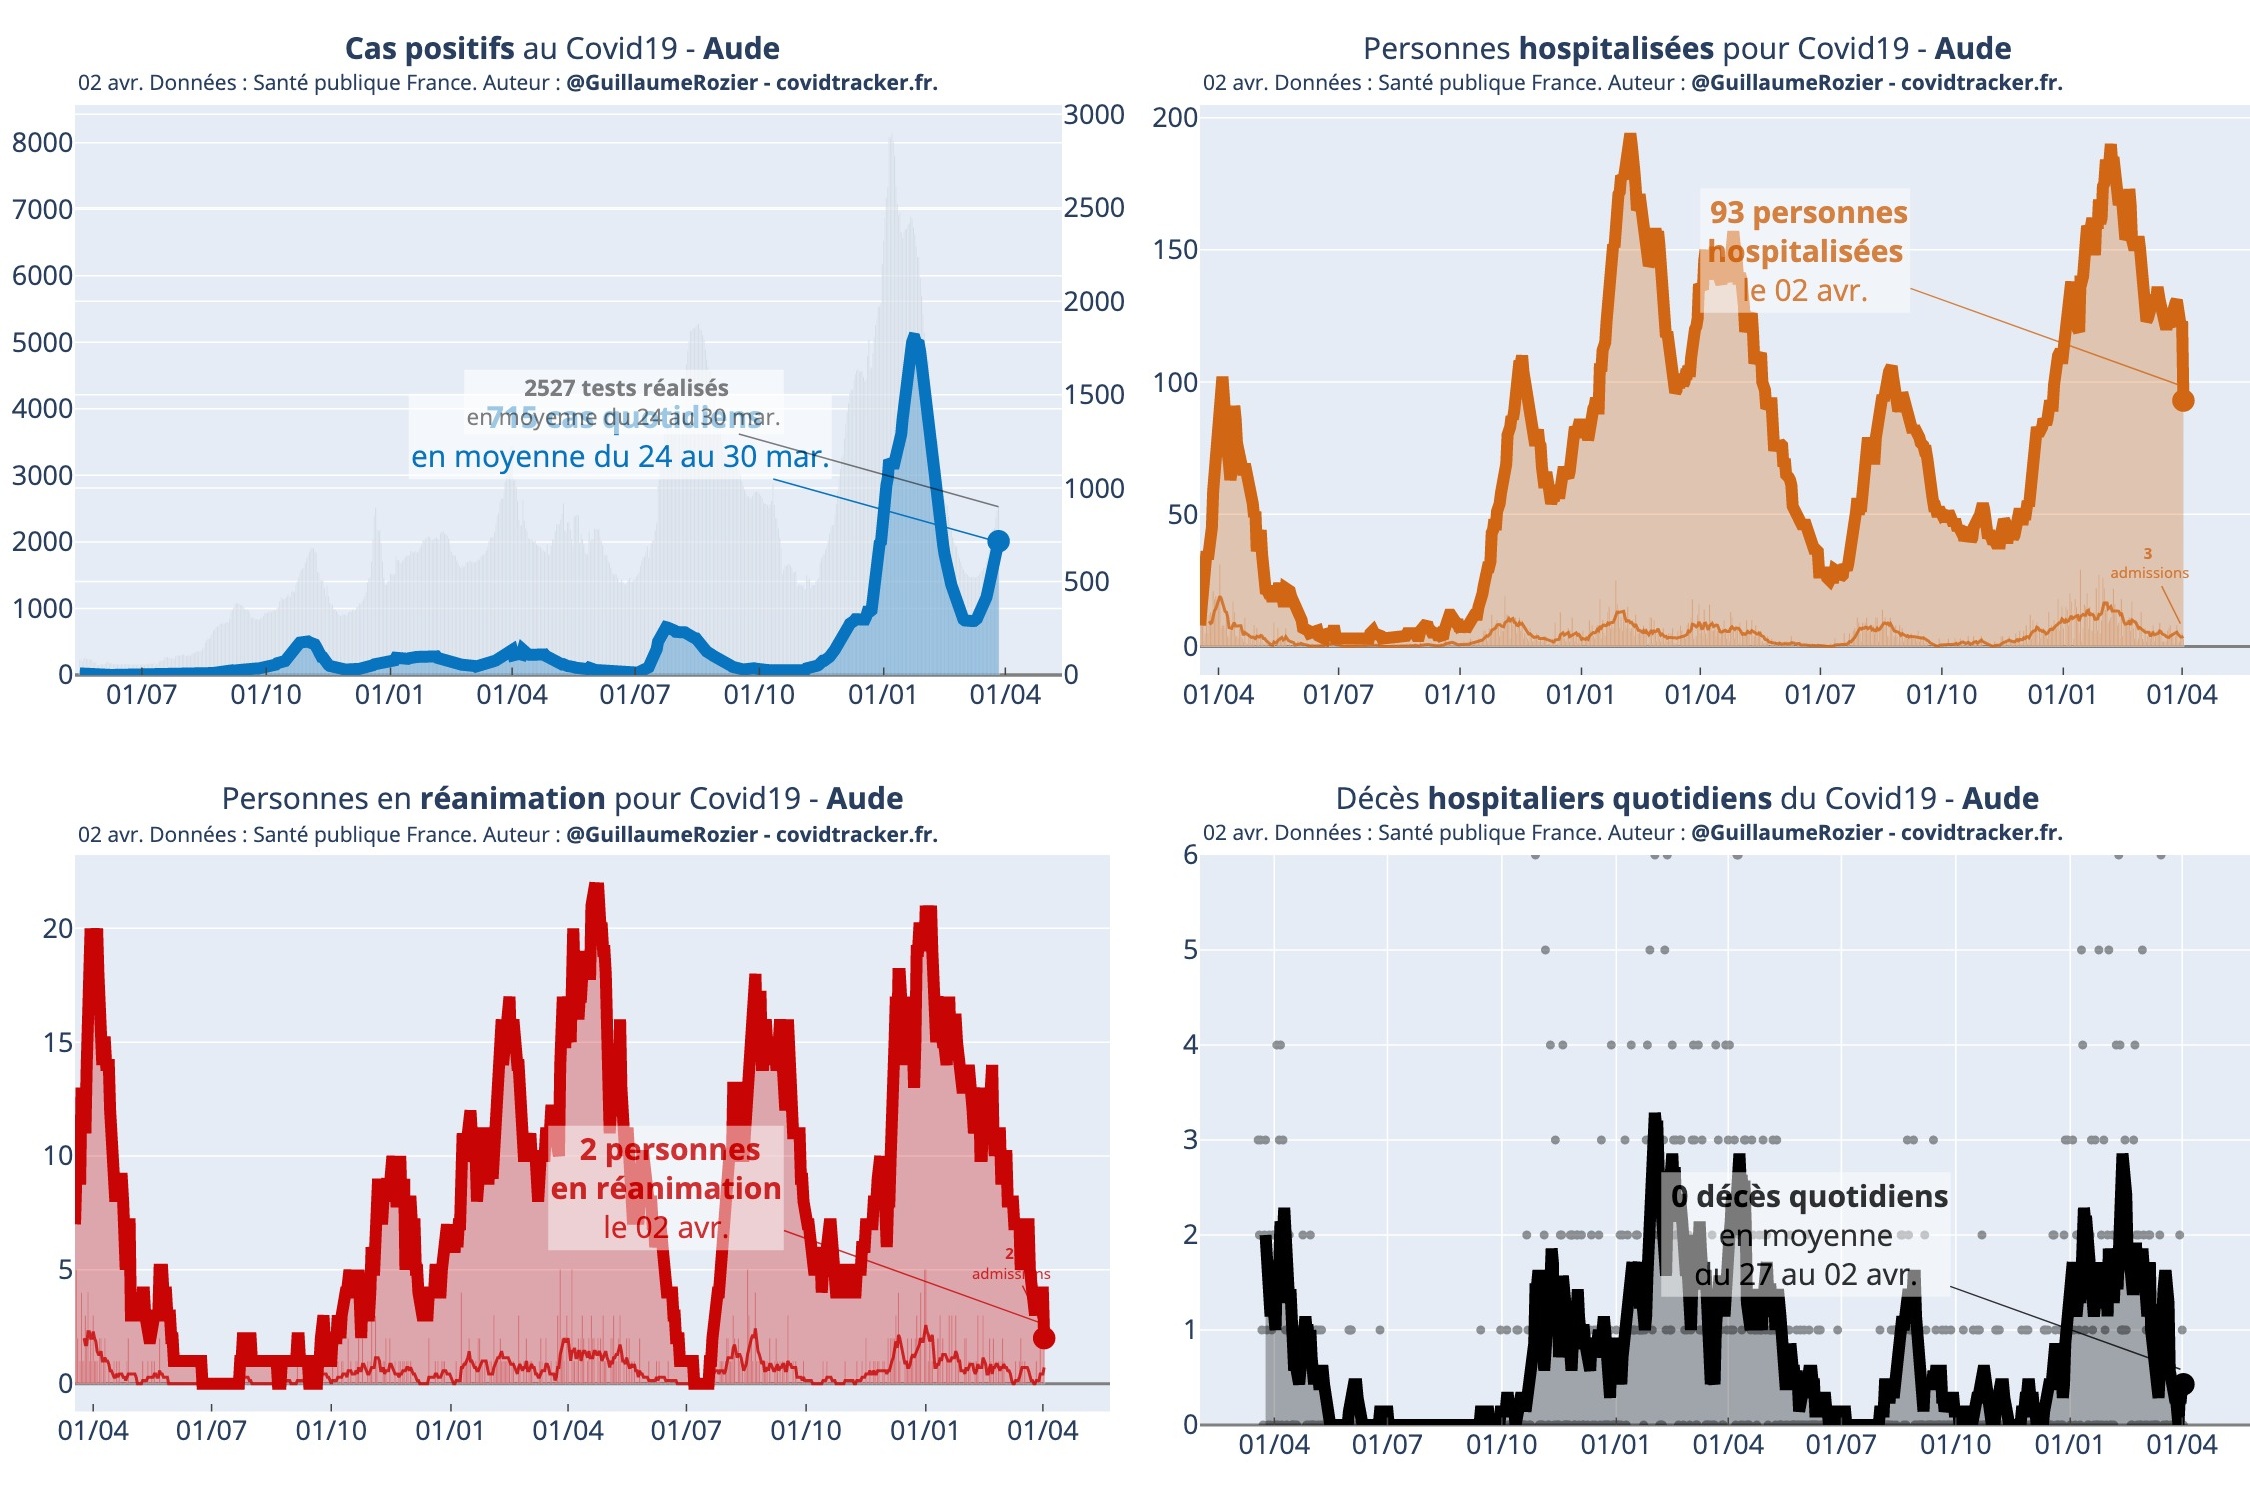 Cas positifs au Covid19 - Aude
02 avr. Données : Santé publique France. Auteur : @GuillaumeRozier - covidtracker.fr.
8000
7000
6000
5000
4000
3000
2000
1000
0
3000
2500
2000
1500
1000
500
0
2527 tests réalisés
en moyenne du 24 au 30 mar.
715 cas quotidiens
en moyenne du 24 au 30 mar.
01/07 01/10 01/01 01/04 01/07 01/10 01/01 01/04
Personnes hospitalisées pour Covid19 - Aude
02 avr. Données : Santé publique France. Auteur : @GuillaumeRozier - covidtracker.fr.
200
150
100
50
0
93 personnes
hospitalisées
le 02 avr.
3
admissions
01/04 01/07 01/10 01/01 01/04 01/07 01/10 01/01 01/04
Personnes en réanimation pour Covid19 - Aude
02 avr. Données : Santé publique France. Auteur : @GuillaumeRozier - covidtracker.fr.
20
15
10
5
0
2 personnes
en réanimation
le 02 avr.
2
admissions
01/04 01/07 01/10 01/01 01/04 01/07 01/10 01/01 01/04
Décès hospitaliers quotidiens du Covid19 - Aude
02 avr. Données : Santé publique France. Auteur : @GuillaumeRozier - covidtracker.fr.
6
5
4
3
2
1
0
0 décès quotidiens
en moyenne
du 27 au 02 avr.
01/04 01/07 01/10 01/01 01/04 01/07 01/10 01/01 01/04